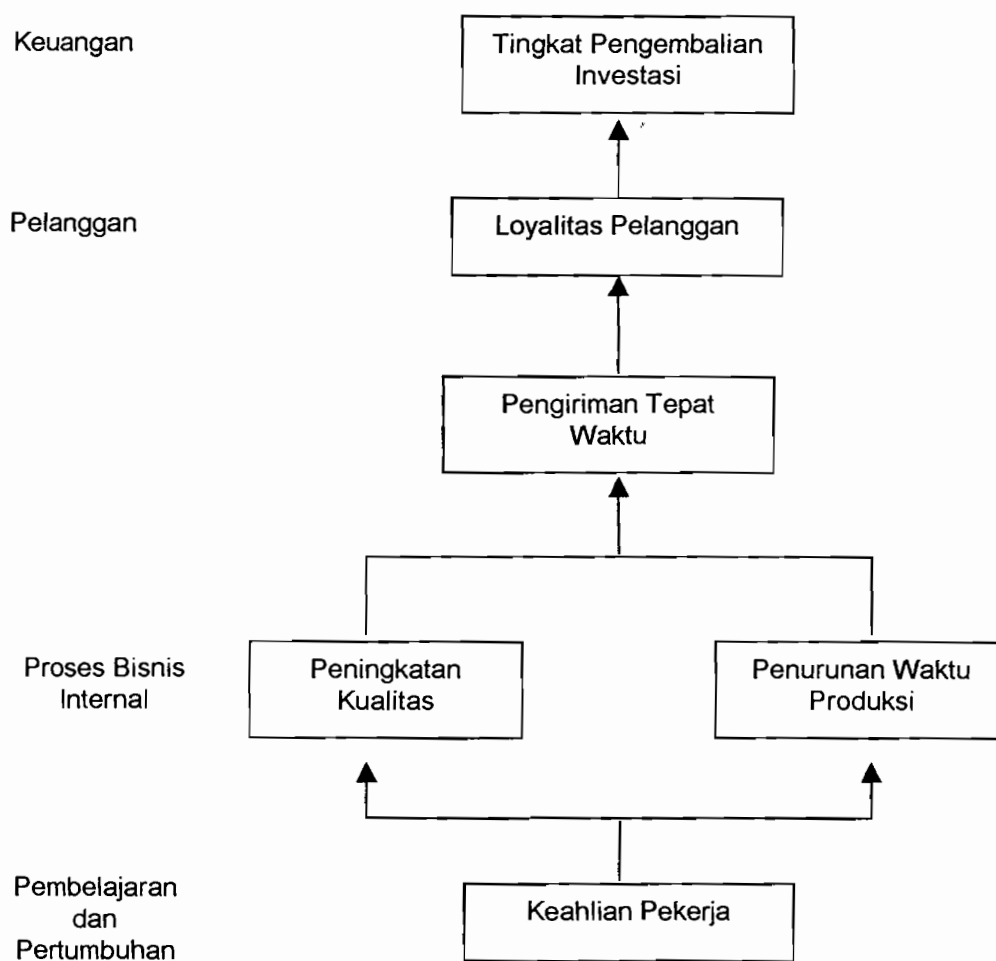 Keuangan
Tingkat Pengembalian
Investasi
Pelanggan
Loyalitas Pelanggan
Pengiriman Tepat
Waktu
Proses Bisnis
Internal
Peningkatan
Kualitas
Penurunan Waktu
Produksi
Pembelajaran
dan
Pertumbuhan
Keahlian Pekerja